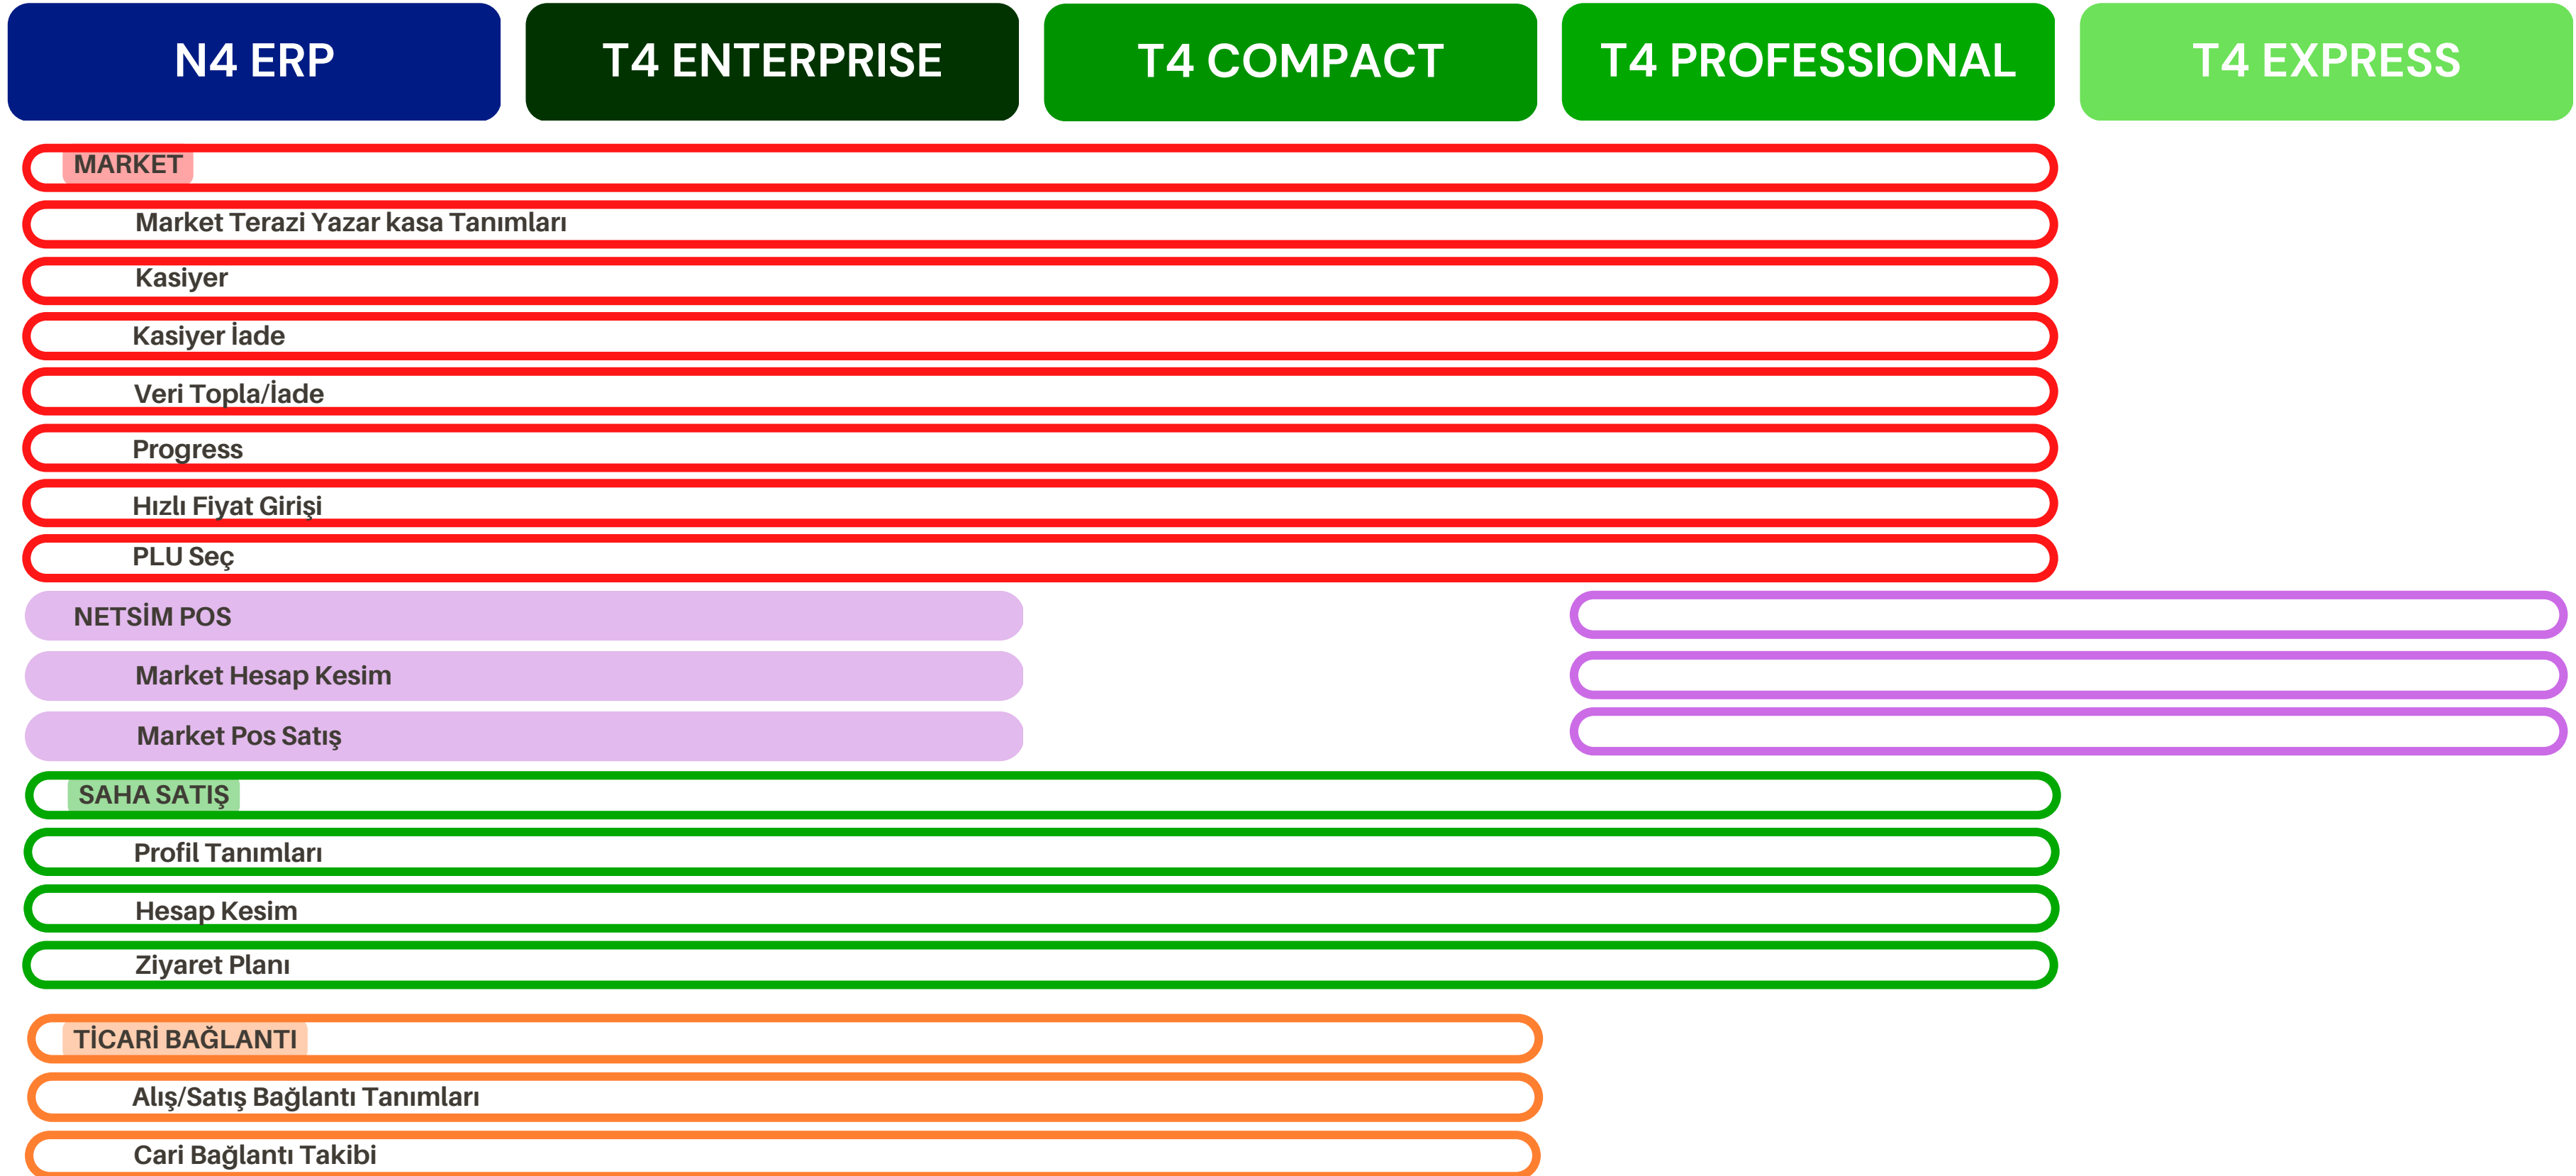 N4 ERP
T4 ENTERPRISE
T4 COMPACT
T4 PROFESSIONAL
T4 EXPRESS
MARKET
Market Terazi Yazar kasa Tanımları
Kasiyer
Kasiyer İade
Veri Topla/İade
Progress
Hızlı Fiyat Girişi
PLU Seç
NETSİM POS
Market Hesap Kesim
Market Pos Satış
SAHA SATIŞ
Profil Tanımları
Hesap Kesim
Ziyaret Planı
TİCARİ BAĞLANTI
Alış/Satış Bağlantı Tanımları
Cari Bağlantı Takibi